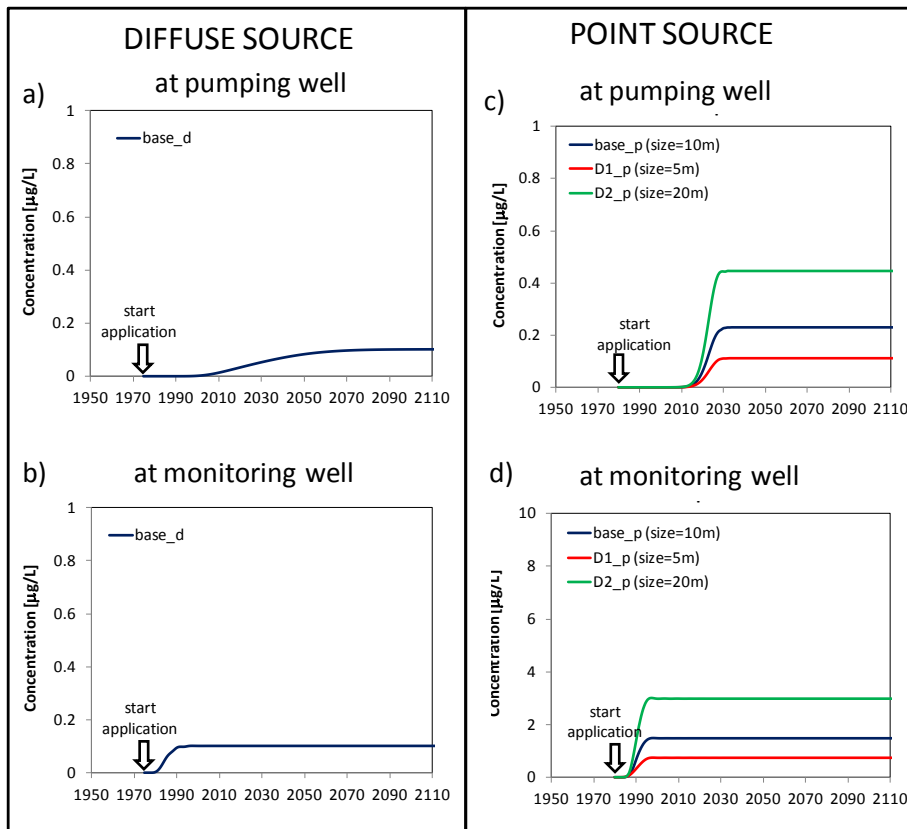 DIFFUSE SOURCE
at pumping well
a)
1
0.8
0.6
0.4
0.2
0
Concentration [µg/L]
base_d
start
application
1950 1970 1990 2010 2030 2050 2070 2090 2110
b)
at monitoring well
1
0.8
0.6
0.4
0.2
0
Concentration [µg/L]
base_d
start
application
1950 1970 1990 2010 2030 2050 2070 2090 2110
POINT SOURCE
c)
at pumping well
1
0.8
0.6
0.4
0.2
0
Concentration [µg/L]
base_p (size=10m)
D1_p (size=5m)
D2_p (size=20m)
start
application
1950 1970 1990 2010 2030 2050 2070 2090 2110
d)
at monitoring well
10
8
6
4
2
0
Concentration [µg/L]
base_p (size=10m)
D1_p (size=5m)
D2_p (size=20m)
start
application
1950 1970 1990 2010 2030 2050 2070 2090 2110